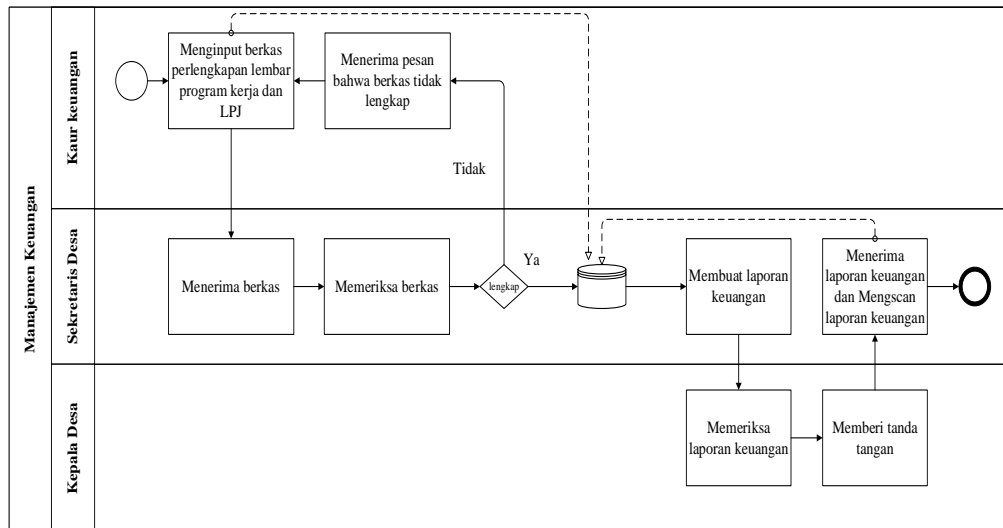 Manajemen Keuangan
Kaur keuangan
Menginput berkas
perlengkapan lembar
program kerja dan
LPJ
Menerima pesan
bahwa berkas tidak
lengkap
Tidak
Sekretaris Desa
Menerima berkas
Memeriksa berkas
lengkap
Ya
Membuat laporan
keuangan
Menerima
laporan keuangan
dan Mengscan
laporan keuangan
Kepala Desa
Memeriksa
laporan keuangan
Memberi tanda
tangan